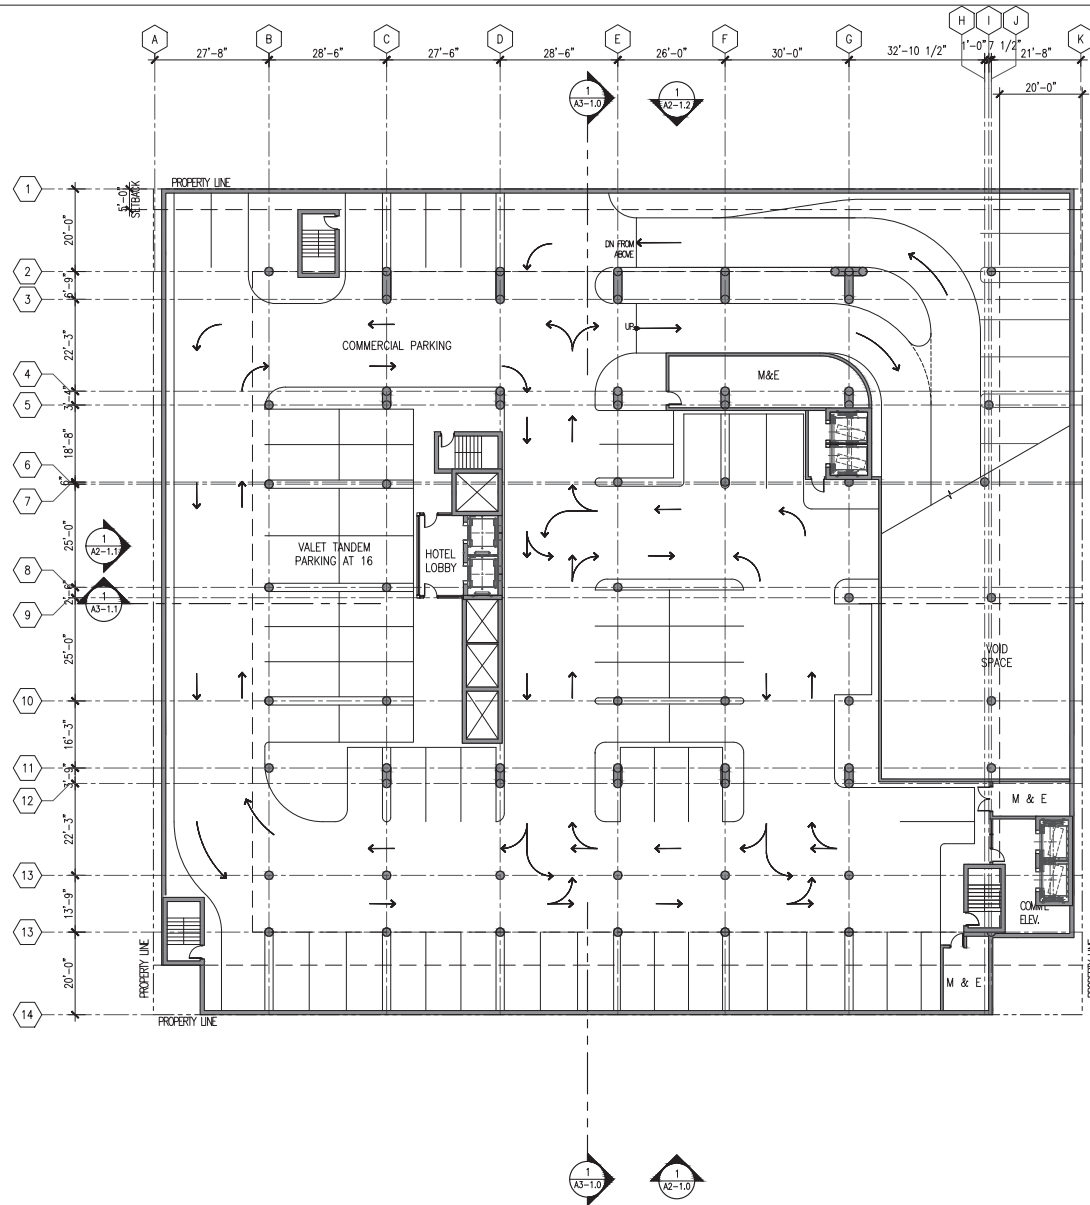 A
B
C
D
E
F
G
H
I
J
K
27'-8"
28'-6"
27'-6"
28'-6"
26'-0"
30'-0"
32'-10 1/2"
1'-0"
7 1/2"
21'-8"
20'-0"
1
A3-1.0
1
A2-1.2
1
PROPERTY LINE
5'-0"
SETBACK
20'-0"
2
DN FROM
ABOVE
6'-9"
3
22'-3"
UP
COMMERCIAL PARKING
4
M&E
3'-4"
5
18'-8"
6
6"
7
25'-0"
1
A2-1.1
VALET TANDEM
PARKING AT 16
HOTEL
LOBBY
8
2'-6"
1
A3-1.1
9
25'-0"
VOID
SPACE
10
16'-3"
11
3'-9"
12
M & E
22'-3"
13
13'-9"
COMM'L
ELEV.
13
20'-0"
PROPERTY LINE
M & E
PROPERTY LINE
14
PROPERTY LINE
1
A3-1.0
1
A2-1.0